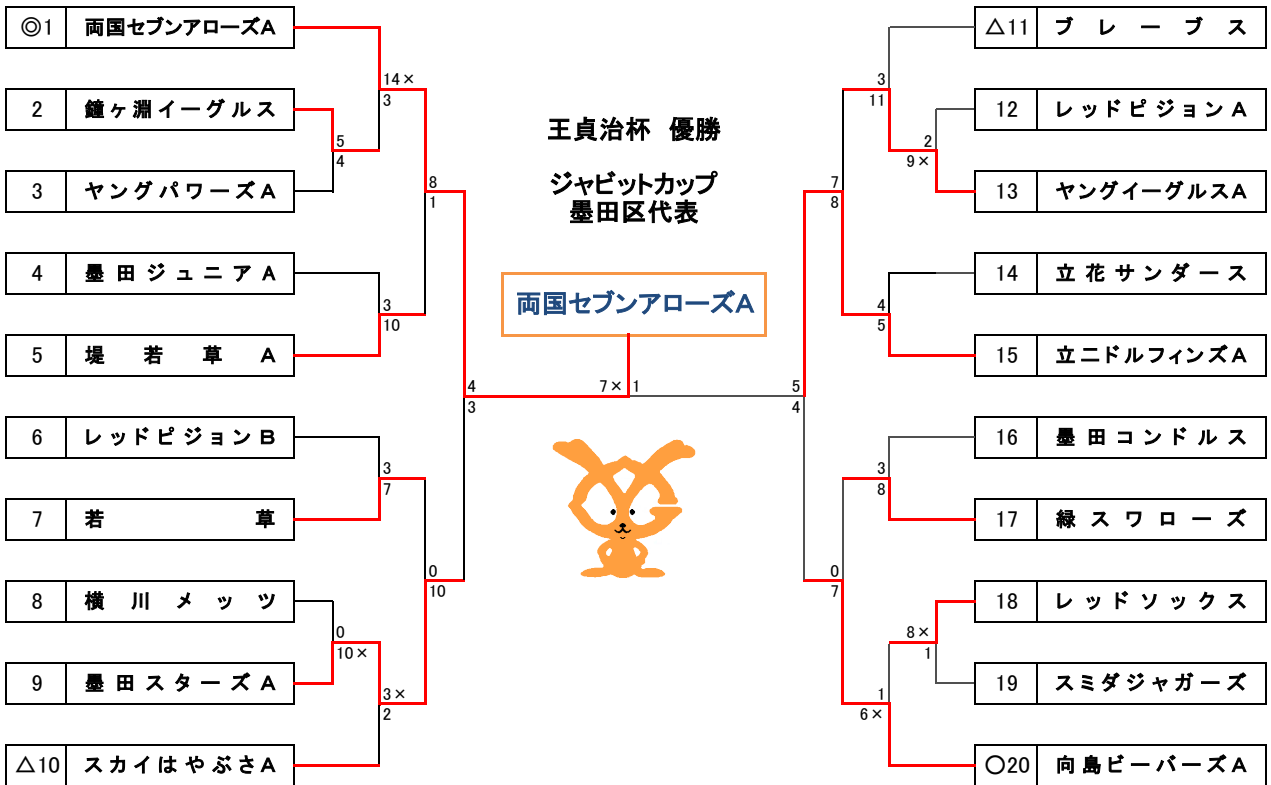 ◎1 両国セブンアローズA
14×
3
2 鐘ヶ淵イーグルス
5
4
3 ヤングパワーズA
8
1
4 墨田ジュニアA
3
10
5 堤若草A
4
3
6 レッドピジョンB
3
7
7 若草
0
10
8 横川メッツ
0
10×
9 墨田スターズA
3×
2
△10 スカイはやぶさA
王貞治杯 優勝
ジャビットカップ
墨田区代表
両国セブンアローズA
7× 1
△11 ブレーブス
3
11
12 レッドピジョンA
2
9×
13 ヤングイーグルスA
7
8
14 立花サンダース
4
5
15 立二ドルフィンズA
5
4
16 墨田コンドルス
3
8
17 緑スワローズ
0
7
18 レッドソックス
8×
1
19 スミダジャガーズ
1
6×
○20 向島ビーバーズA